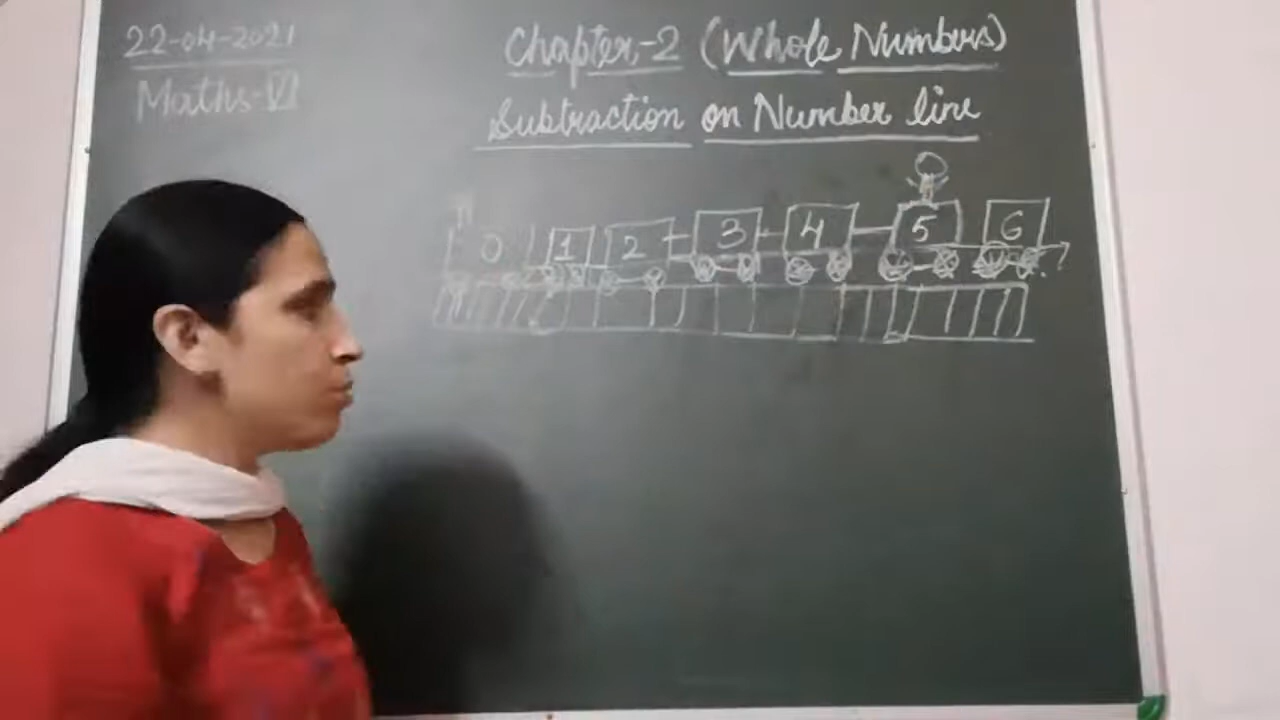 22-04-2021
Maths-VI
Chapter-2 (Whole Numbers)
Subtraction on Number line
0 1 2 3 4 5 6